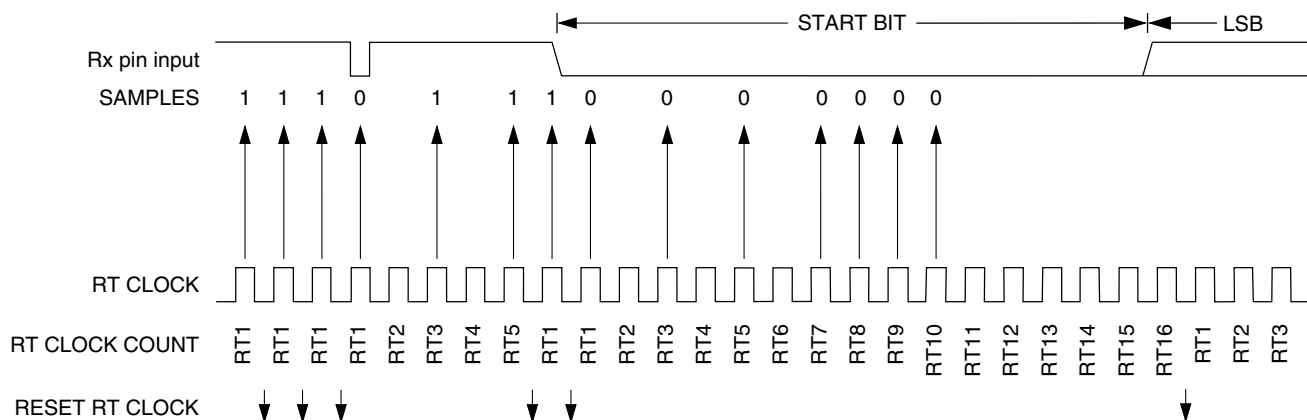 START BIT LSB
Rx pin input
SAMPLES 1 1 1 0 1 1 1 0 0 0 0 0 0 0
RT CLOCK
RT CLOCK COUNT RT1 RT1 RT1 RT1 RT2 RT3 RT4 RT5 RT1 RT1 RT2 RT3 RT4 RT5 RT6 RT7 RT8 RT9 RT10 RT11 RT12 RT13 RT14 RT15 RT16 RT1 RT2 RT3
RESET RT CLOCK